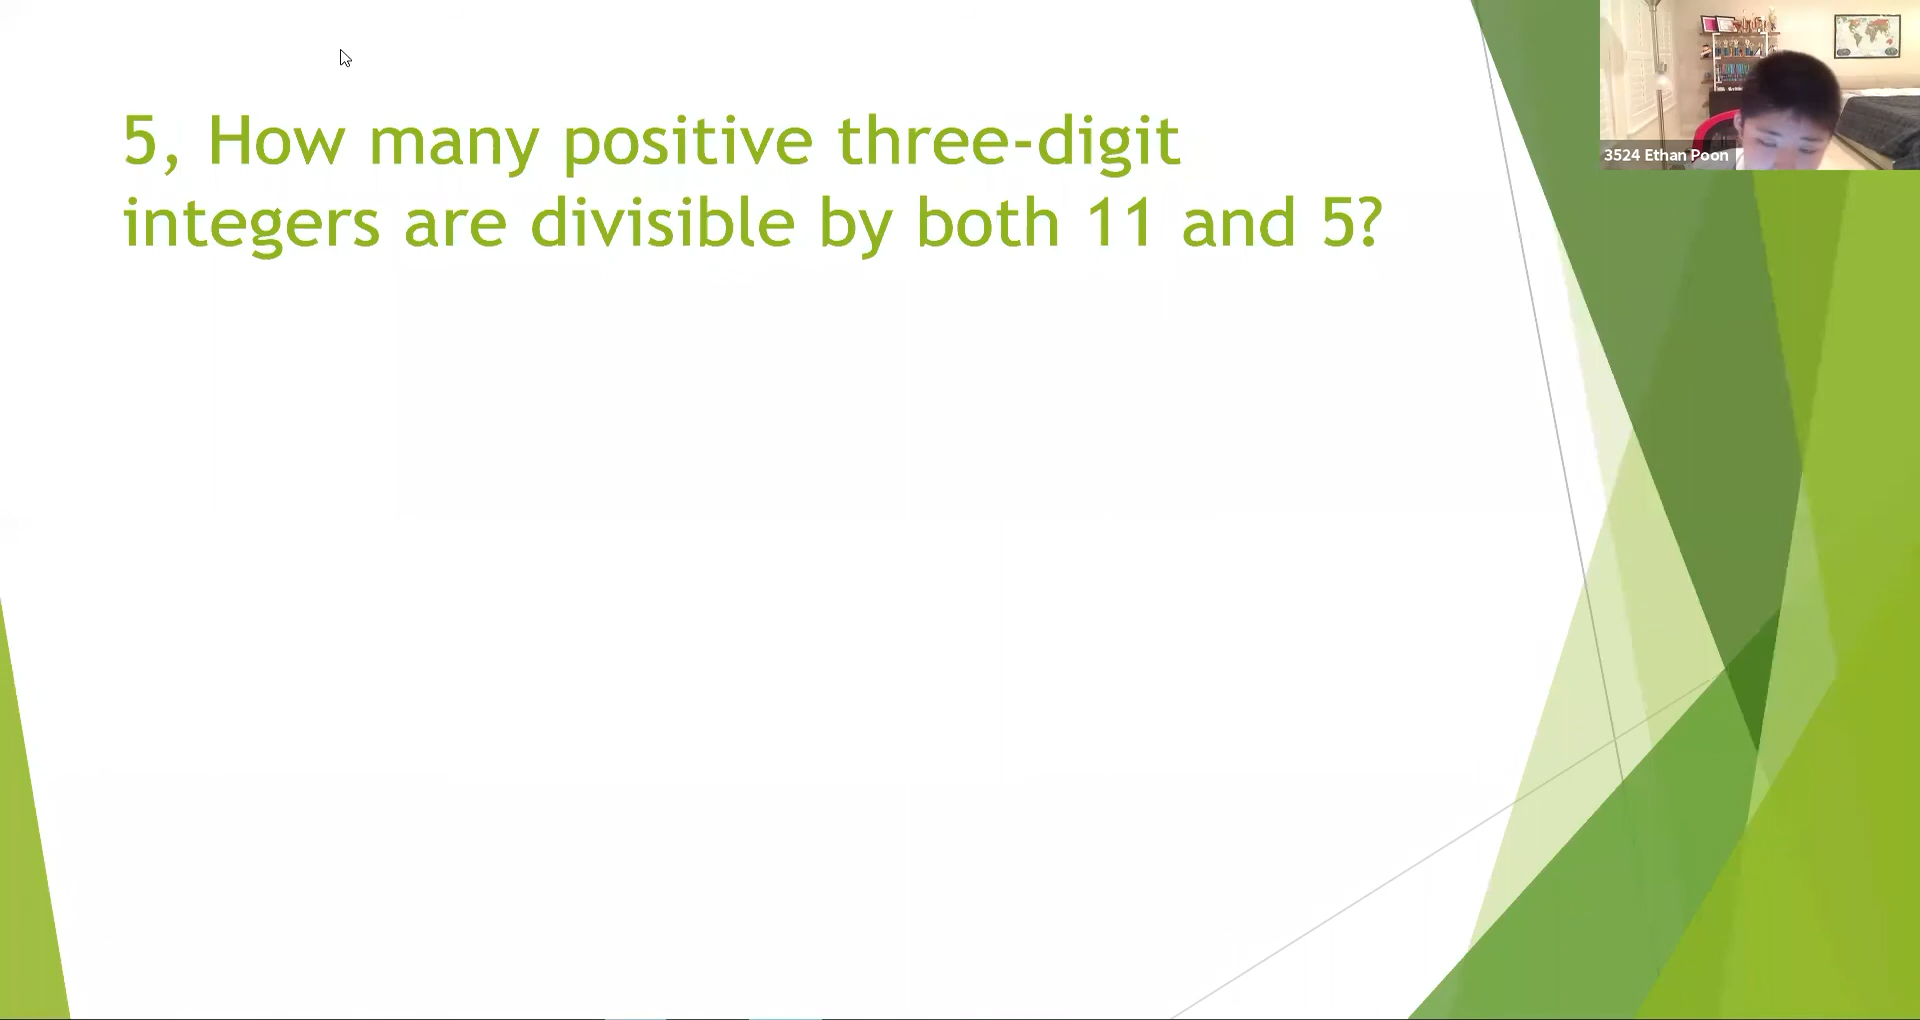 5, How many positive three-digit
integers are divisible by both 11 and 5?
3524 Ethan Poon